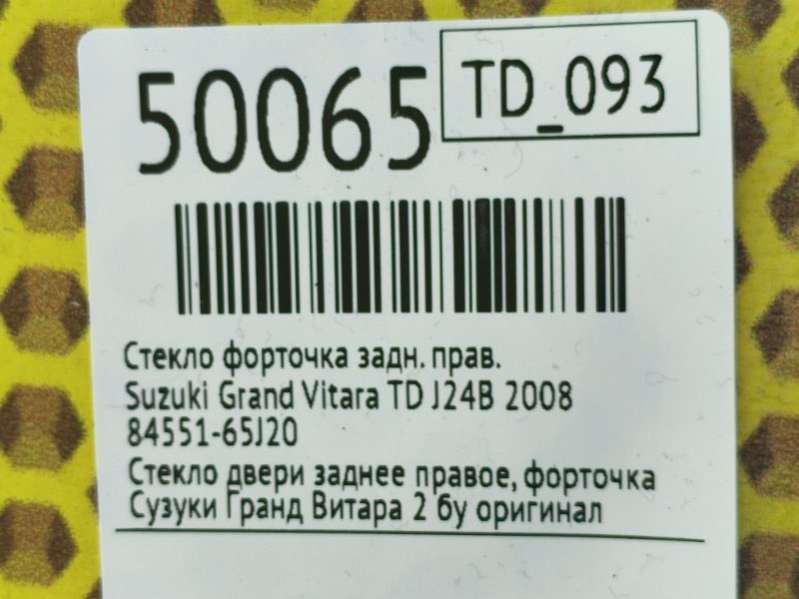 50065
TD_093
Стекло форточка задн. прав.
Suzuki Grand Vitara TD J24B 2008
84551-65J20
Стекло двери заднее правое, форточка
Сузуки Гранд Витара 2 бу оригинал